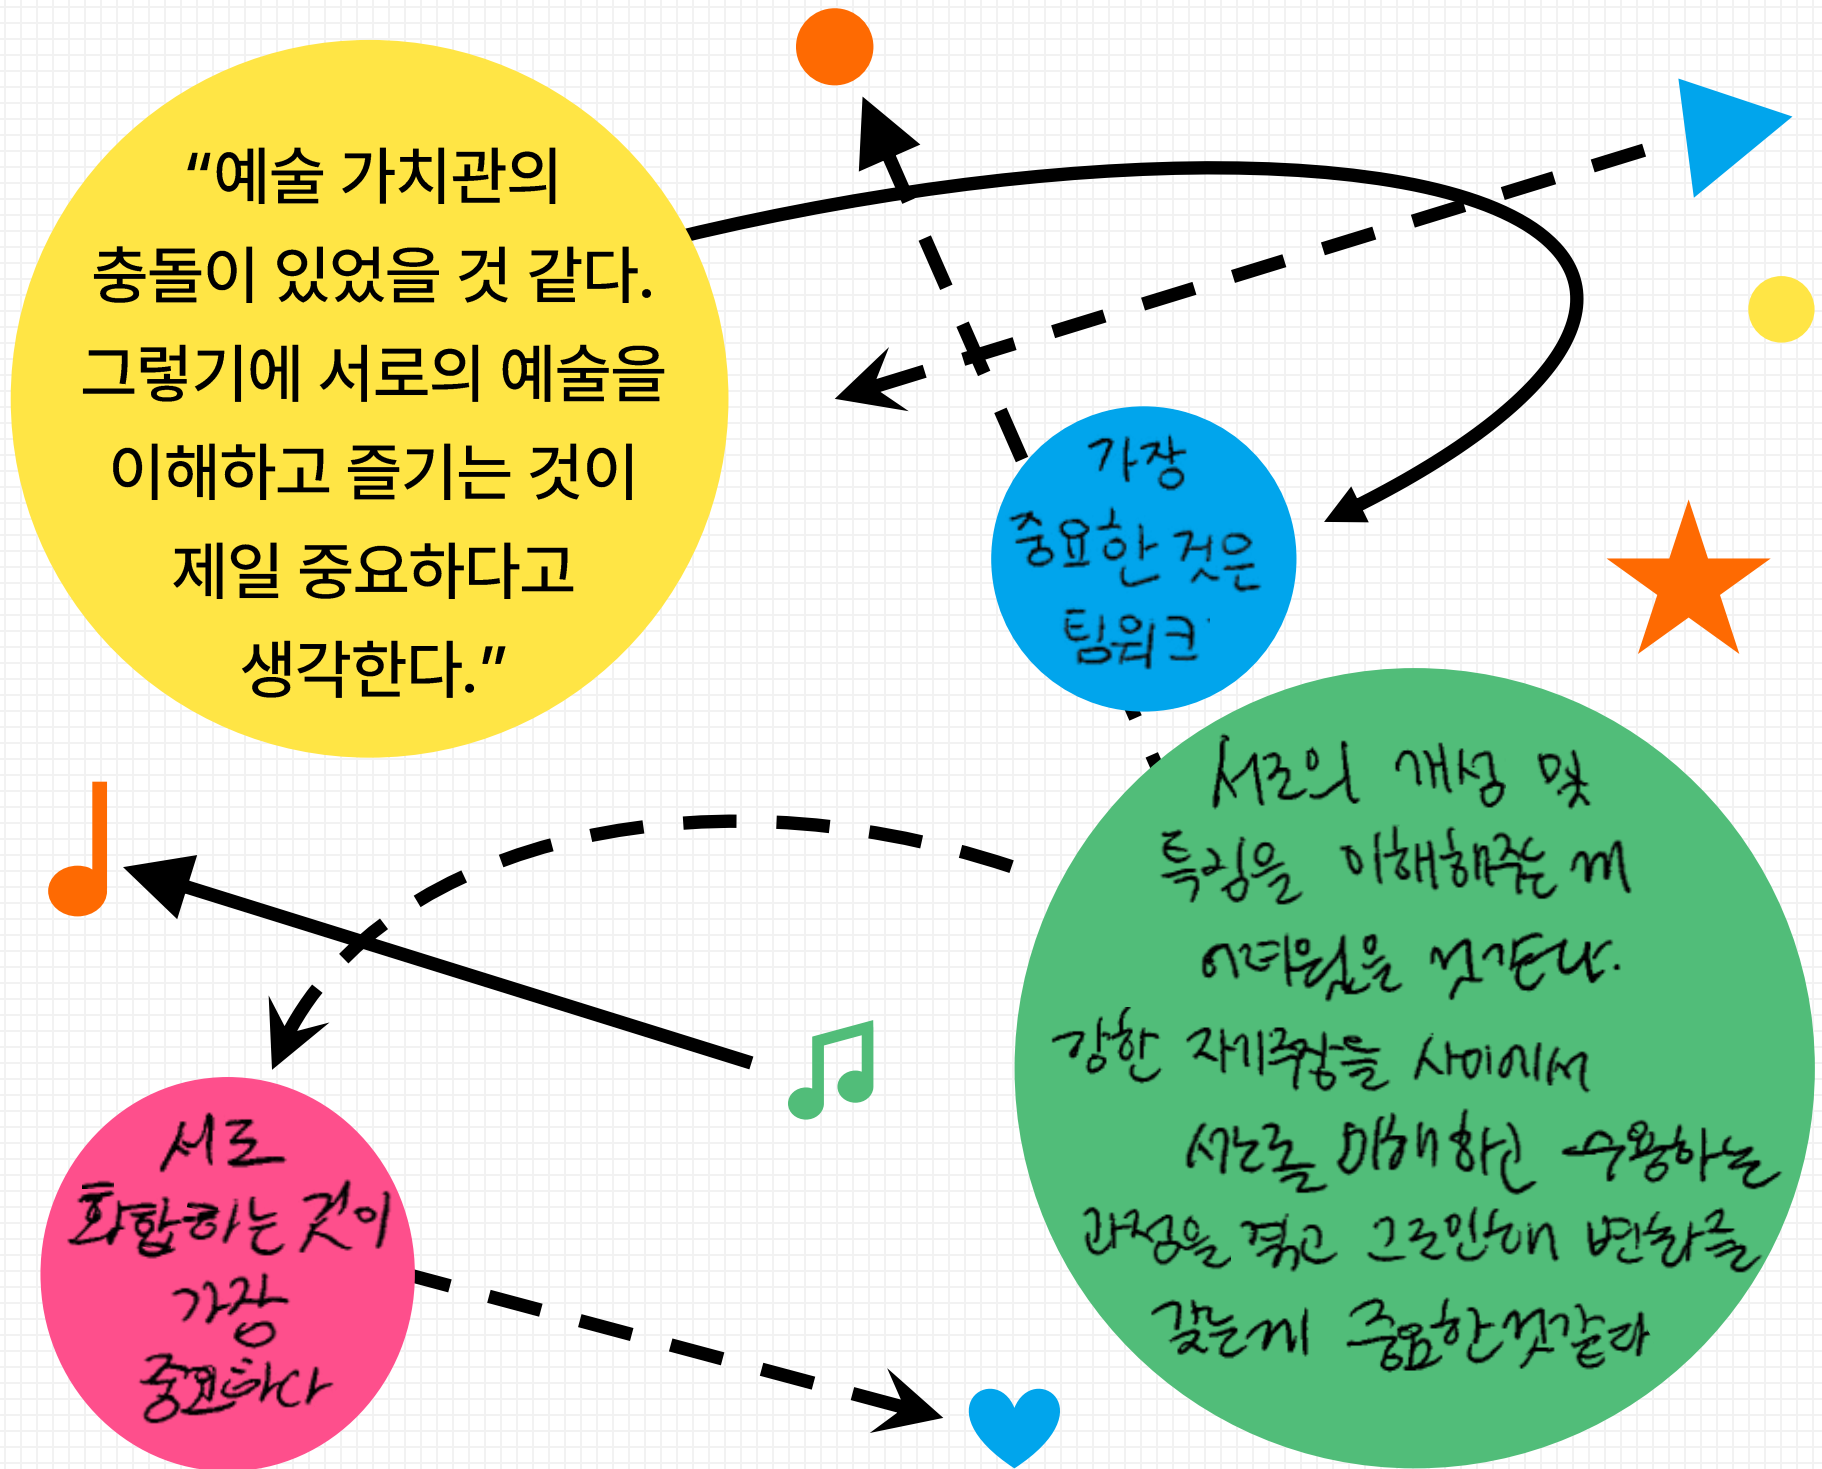 “예술 가치관의
충돌이 있었을 것 같다.
그렇기에 서로의 예술을
이해하고 즐기는 것이
제일 중요하다고
생각한다.”
가장
중요한 것은
팀워크
서로의 개성 및
특징을 이해해주는게
어려웠을 것같다.
강한 자기주장을 사이에서
서로를 이해하고 수용하는
과정을 겪고 그로인해 변화를
갖는게 중요한것같다
서로
화합하는 것이
가장
중요하다